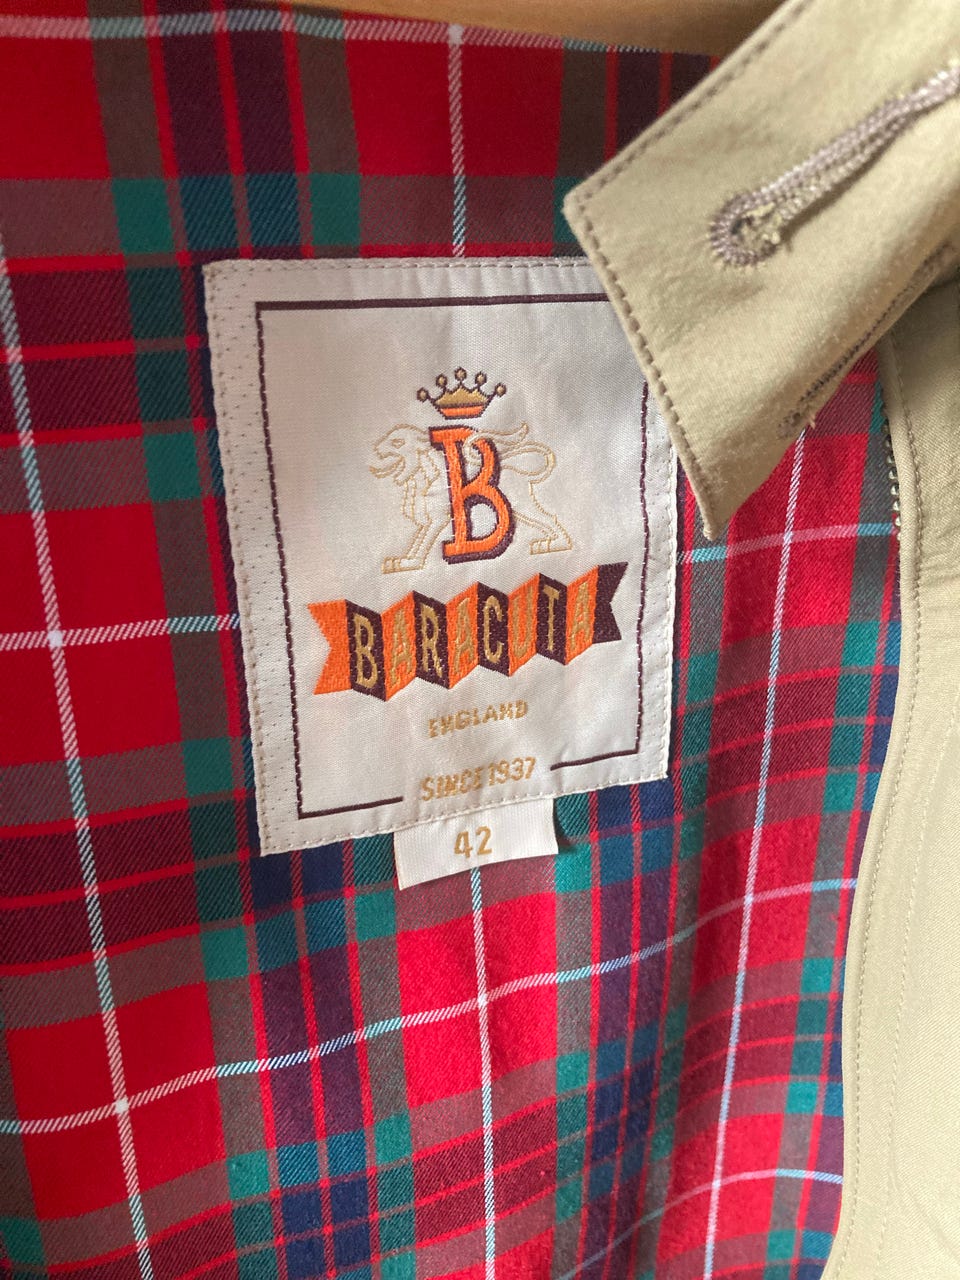 B
BARACUTA
ENGLAND
SINCE 1937
42